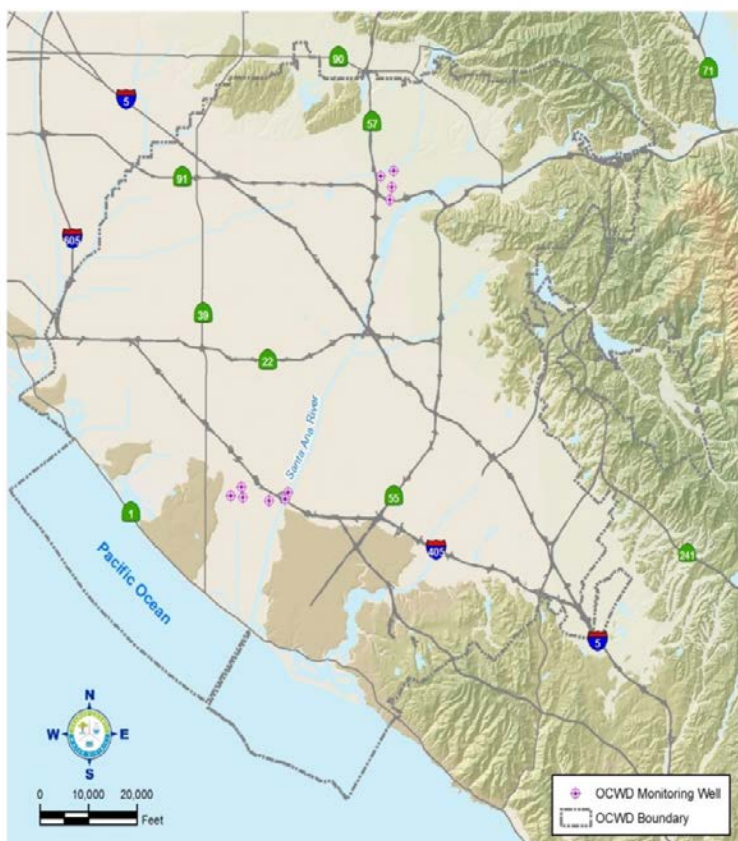 90
71
5
57
91
605
39
22
Santa Ana River
55
1
405
241
Pacific Ocean
5
N
W
E
S
0 10,000 20,000
Feet
OCWD Monitoring Well
OCWD Boundary